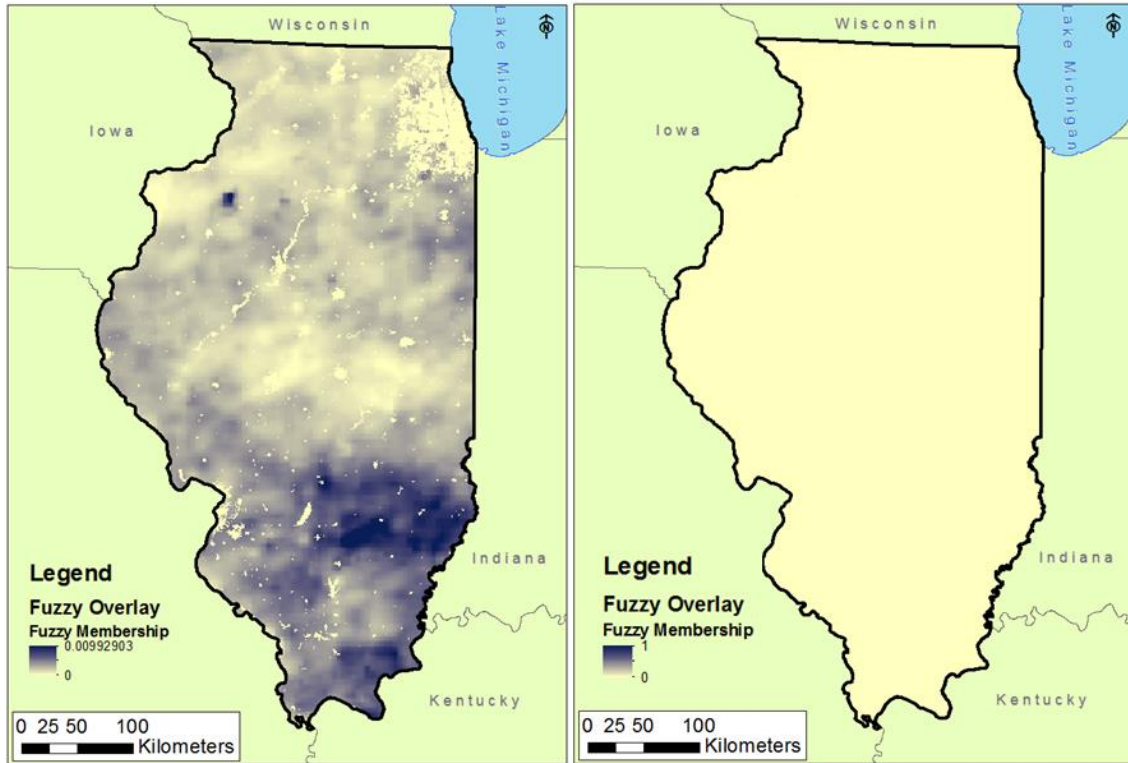 Wisconsin
N
Lake Michigan
Iowa
Indiana
Legend
Fuzzy Overlay
Fuzzy Membership
0.00992903
0
Kentucky
0 25 50 100
Kilometers
Wisconsin
N
Lake Michigan
Iowa
Indiana
Legend
Fuzzy Overlay
Fuzzy Membership
1
0
Kentucky
0 25 50 100
Kilometers